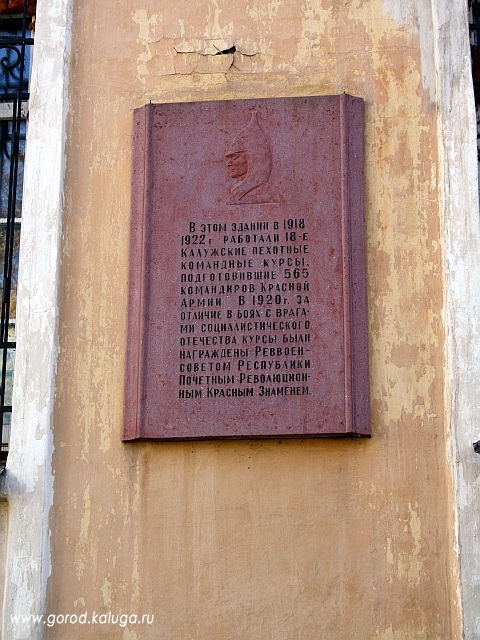 В этом здании в 1918
1922 г работали 18-е
Калужские пехотные
командные курсы,
подготовившие 565
командиров Красной
Армии. В 1920 г. за
отличие в боях с врага-
ми социалистического
отечества курсы были
награждены Реввоен-
советом Республики
Почетным Революцион-
ным Красным Знаменем.
www.gorod.kaluga.ru